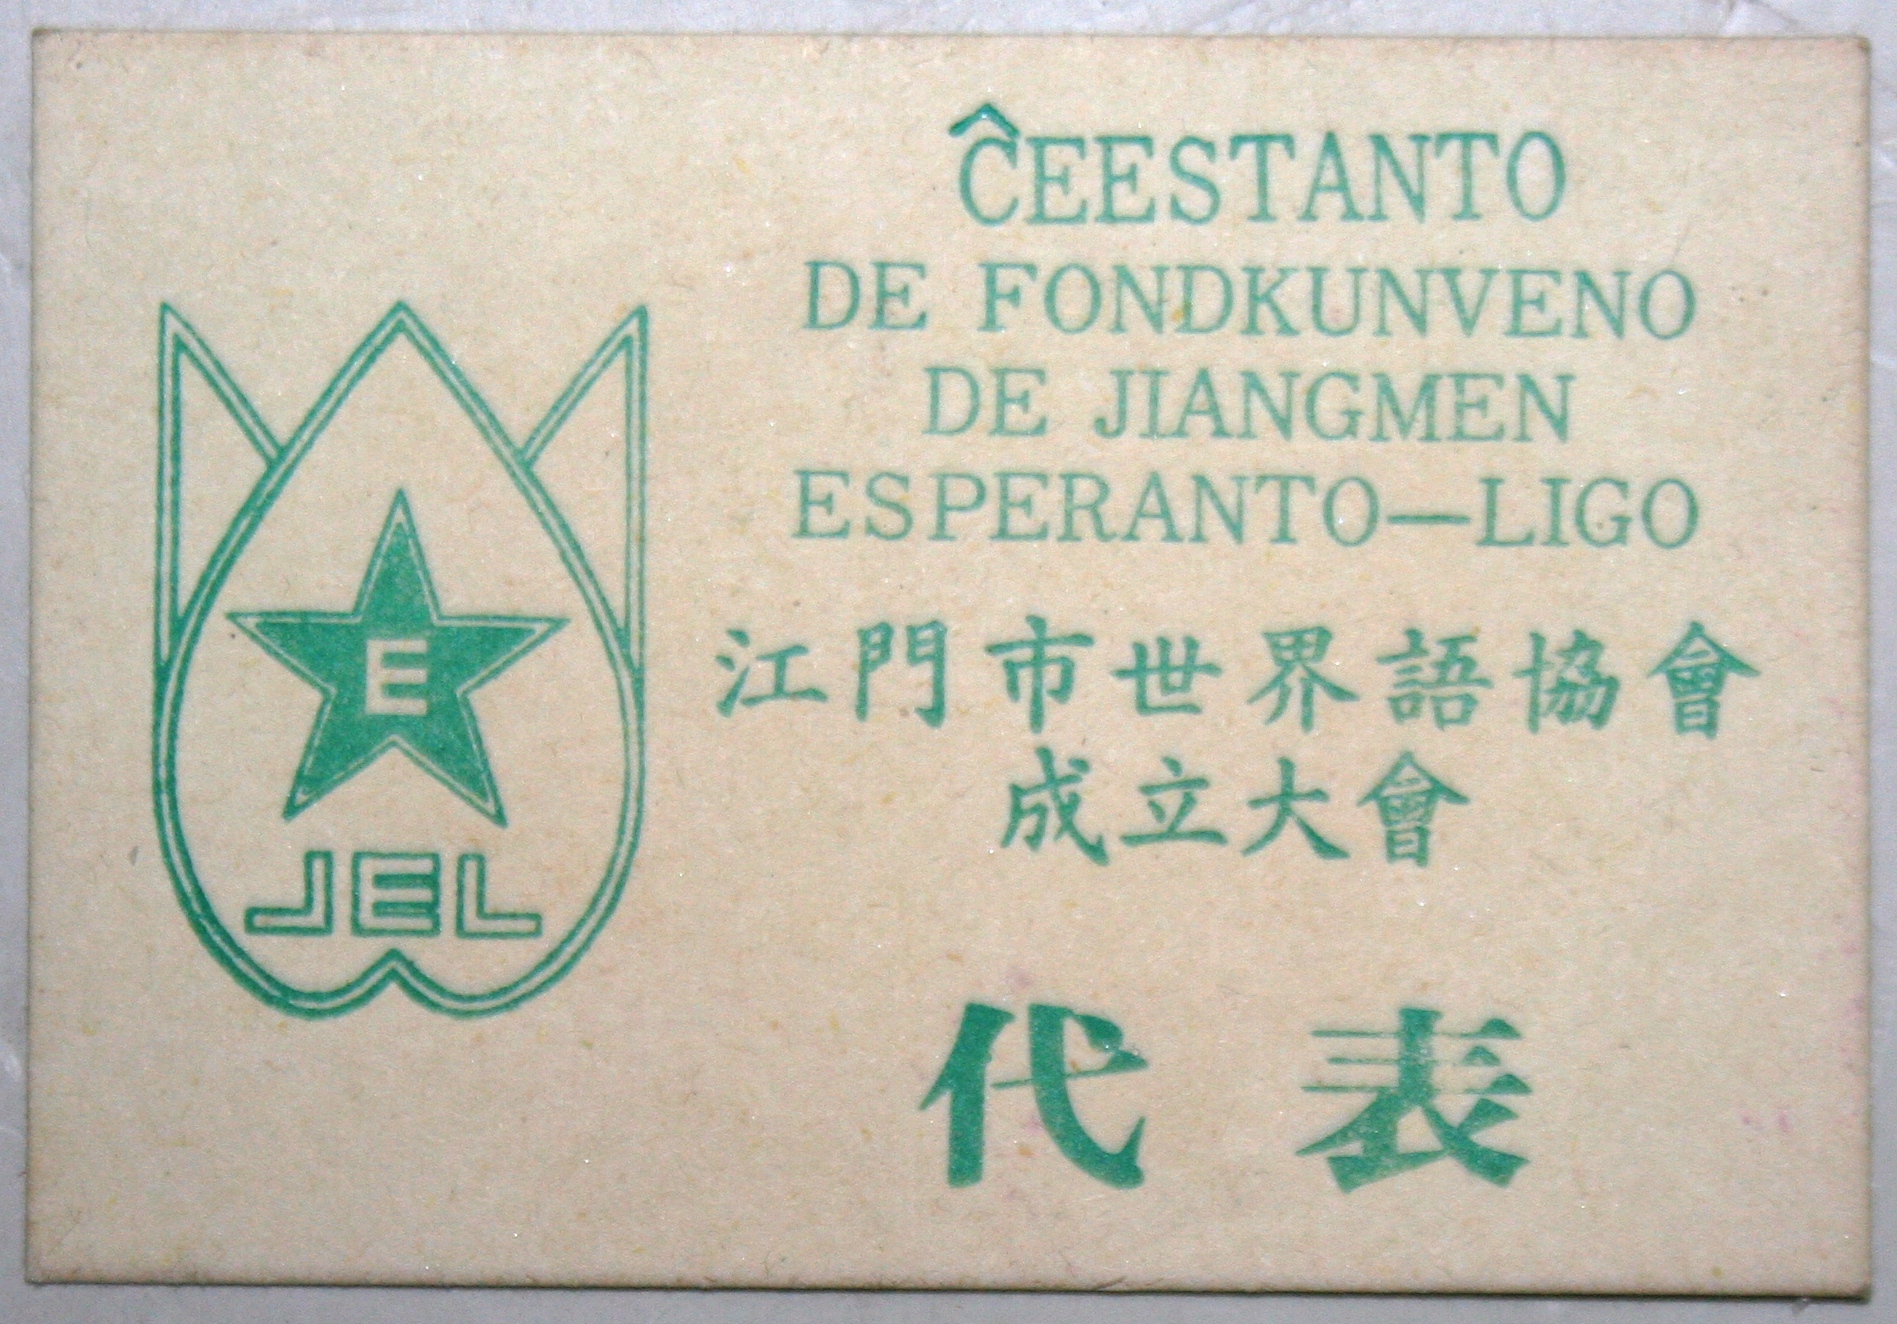 ĈEESTANTO
DE FONDKUNVENO
DE JIANGMEN
ESPERANTO—LIGO
江門市世界語協會
成立大會
代表
E
JEL